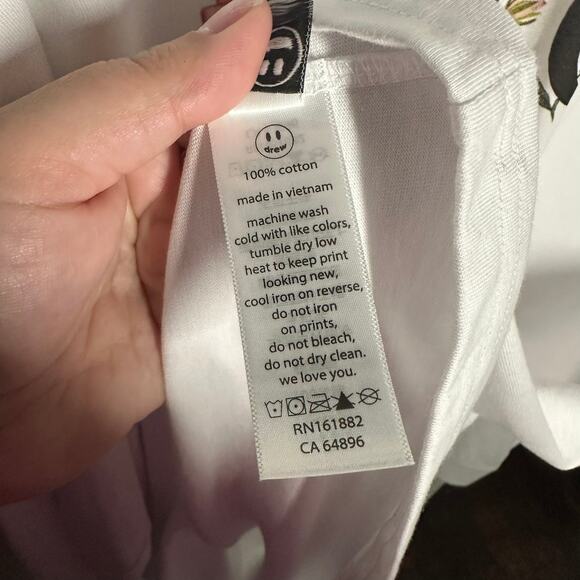 drew
100% cotton
made in vietnam
machine wash
cold with like colors,
tumble dry low
heat to keep print
looking new,
cool iron on reverse,
do not iron
on prints,
do not bleach,
do not dry clean.
we love you.
RN161882
CA 64896